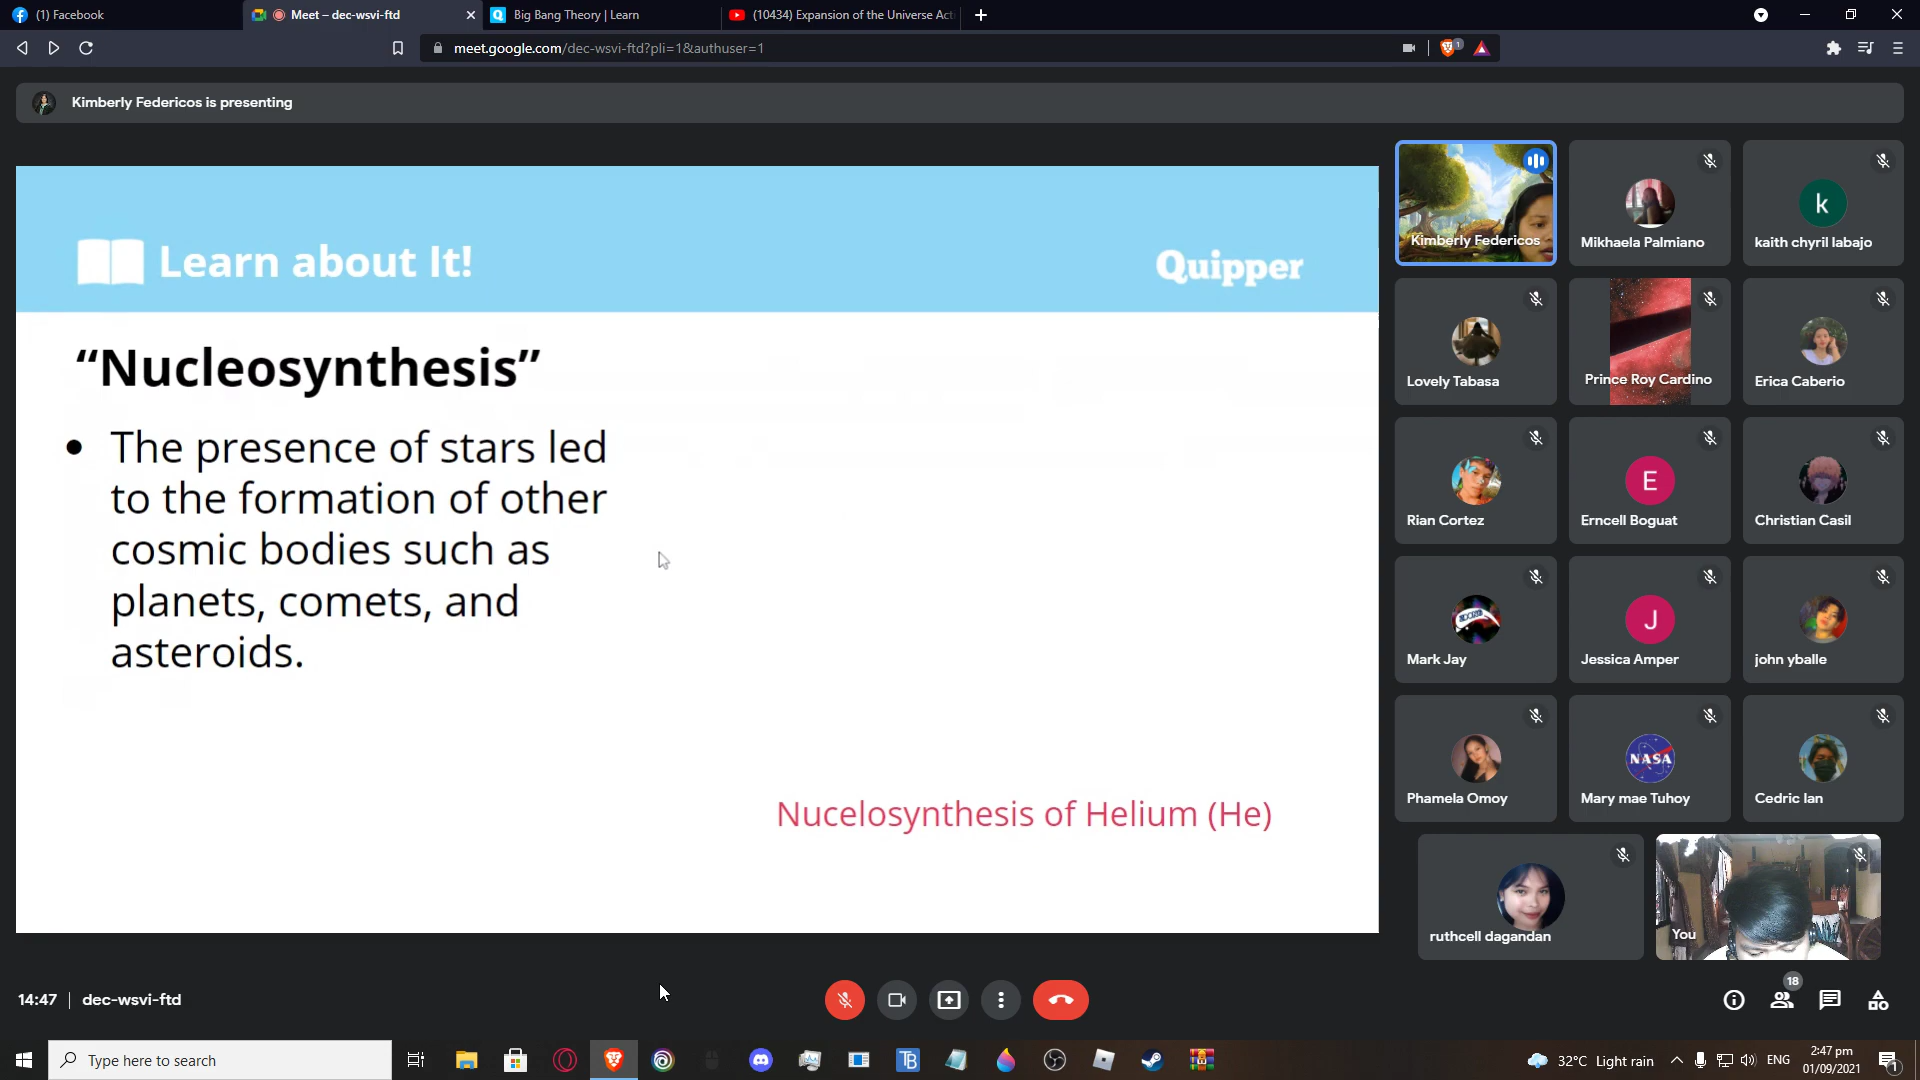 (1) Facebook
Meet – dec-wsvi-ftd
Big Bang Theory | Learn
(10434) Expansion of the Universe Act
meet.google.com/dec-wsvi-ftd?pli=1&authuser=1
1
Kimberly Federicos is presenting
Learn about It!
Quipper
“Nucleosynthesis”
The presence of stars led
to the formation of other
cosmic bodies such as
planets, comets, and
asteroids.
Nucelosynthesis of Helium (He)
Kimberly Federicos
Mikhaela Palmiano
k
kaith chyril labajo
Lovely Tabasa
Prince Roy Cardino
Erica Caberio
Rian Cortez
E
Erncell Boguat
Christian Casil
Mark Jay
J
Jessica Amper
john yballe
Phamela Omoy
NASA
Mary mae Tuhoy
Cedric Ian
ruthcell dagandan
You
14:47 | dec-wsvi-ftd
18
Type here to search
TB
32°C Light rain
ENG
2:47 pm
01/09/2021
1